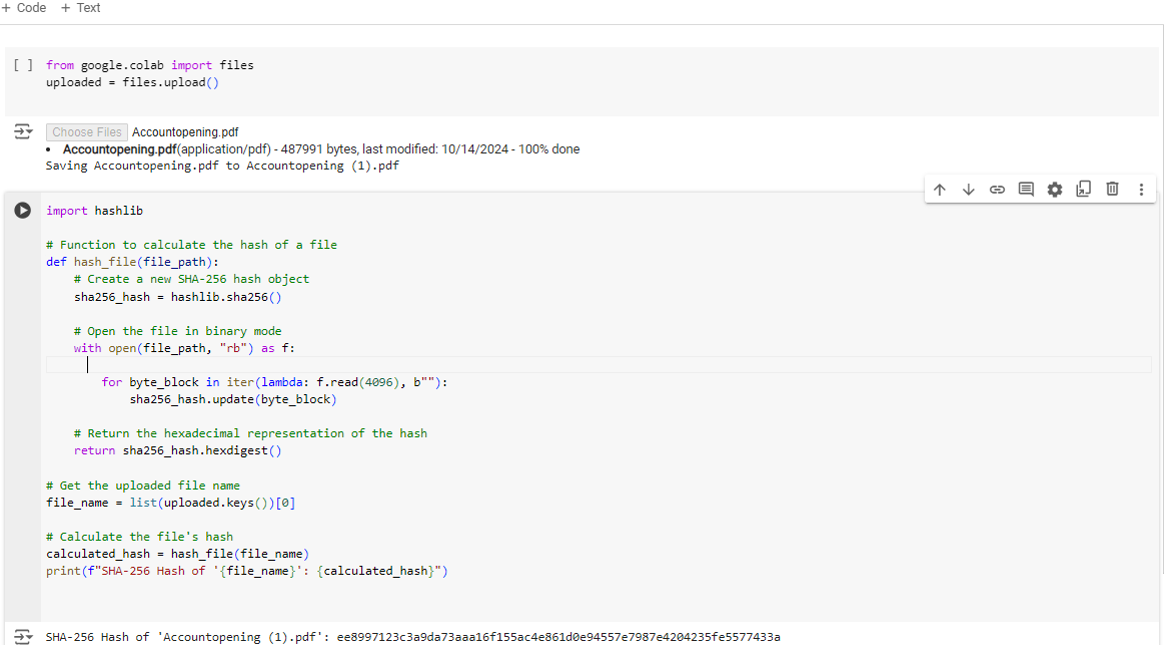 + Code + Text
[ ] from google.colab import files
uploaded = files.upload()
Choose Files Accountopening.pdf
• Accountopening.pdf(application/pdf) - 487991 bytes, last modified: 10/14/2024 - 100% done
Saving Accountopening.pdf to Accountopening (1).pdf
import hashlib
# Function to calculate the hash of a file
def hash_file(file_path):
    # Create a new SHA-256 hash object
    sha256_hash = hashlib.sha256()
    # Open the file in binary mode
    with open(file_path, "rb") as f:
        for byte_block in iter(lambda: f.read(4096), b""):
            sha256_hash.update(byte_block)
    # Return the hexadecimal representation of the hash
    return sha256_hash.hexdigest()
# Get the uploaded file name
file_name = list(uploaded.keys())[0]
# Calculate the file's hash
calculated_hash = hash_file(file_name)
print(f"SHA-256 Hash of '{file_name}': {calculated_hash}")
SHA-256 Hash of 'Accountopening (1).pdf': ee8997123c3a9da73aaa16f155ac4e861d0e94557e7987e4204235fe5577433a